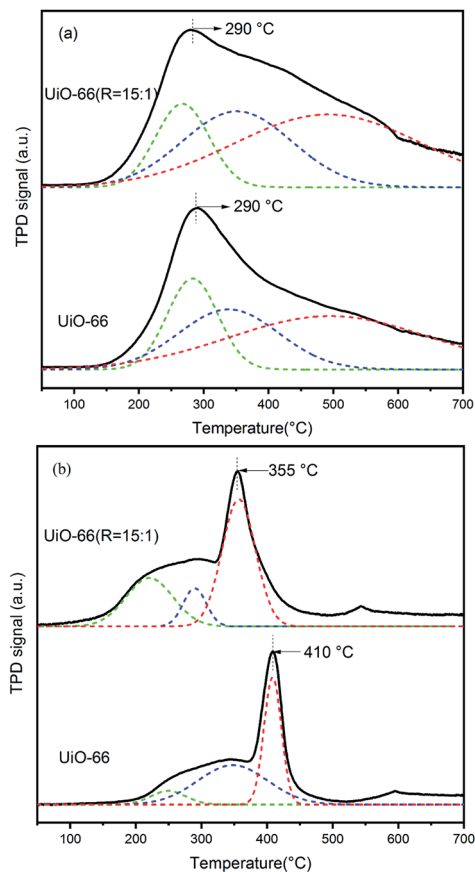 (a)
290 °C
UiO-66(R=15:1)
290 °C
UiO-66
TPD signal (a.u.)
100 200 300 400 500 600 700
Temperature(°C)
(b)
355 °C
UiO-66(R=15:1)
410 °C
UiO-66
TPD signal (a.u.)
100 200 300 400 500 600 700
Temperature(°C)